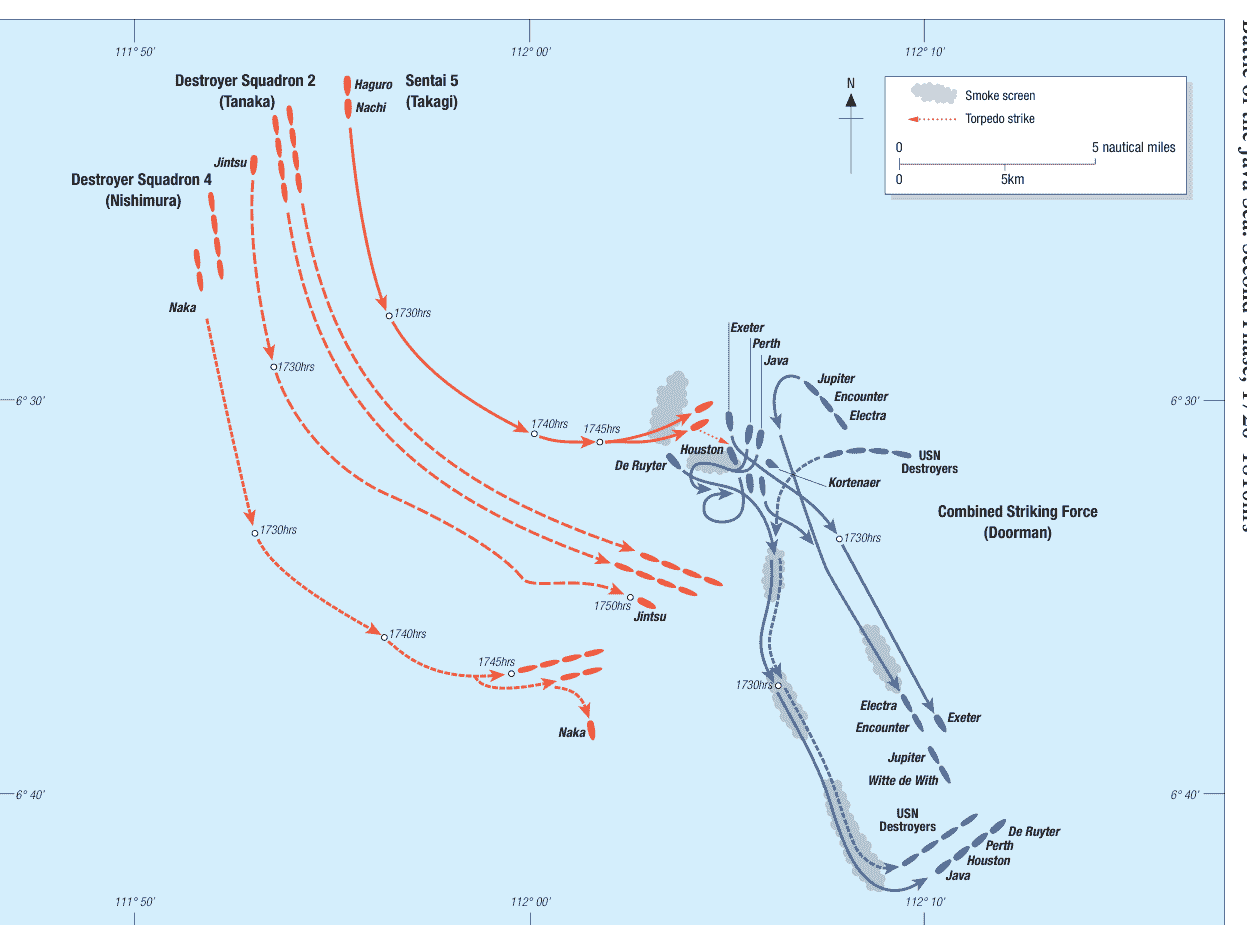 111° 50'
112° 00'
112° 10'
Destroyer Squadron 2
(Tanaka)
Haguro
Nachi
Sentai 5
(Takagi)
N
Smoke screen
Torpedo strike
0
5 nautical miles
0
5km
Jintsu
Destroyer Squadron 4
(Nishimura)
Naka
1730hrs
Exeter
Perth
Java
1730hrs
Jupiter
Encounter
Electra
6° 30'
6° 30'
1740hrs
1745hrs
Houston
De Ruyter
USN
Destroyers
Kortenaer
Combined Striking Force
(Doorman)
1730hrs
1730hrs
1750hrs
Jintsu
1740hrs
1745hrs
1730hrs
Naka
Electra
Encounter
Exeter
Jupiter
Witte de With
6° 40'
6° 40'
USN
Destroyers
De Ruyter
Perth
Houston
Java
111° 50'
112° 00'
112° 10'